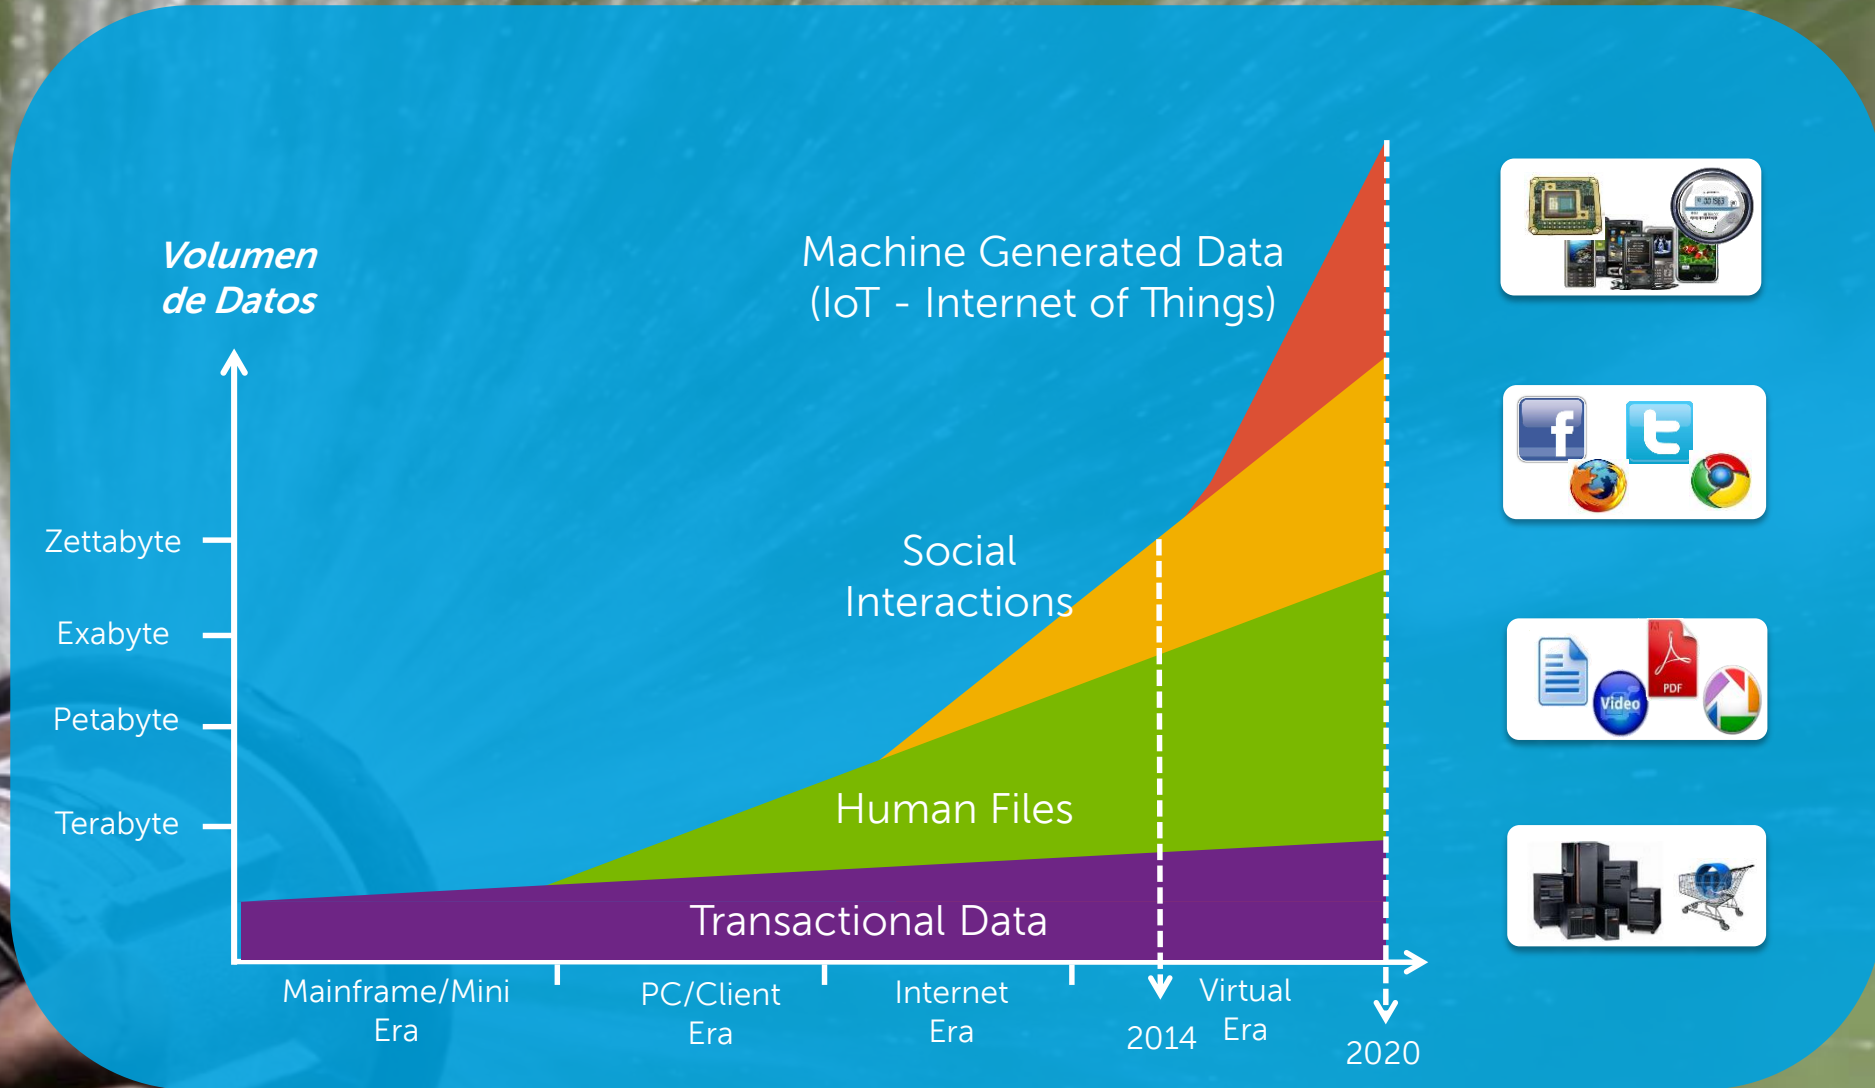 Volumen
de Datos
Machine Generated Data
(IoT - Internet of Things)
Zettabyte
Social
Interactions
Exabyte
Petabyte
Human Files
Terabyte
Transactional Data
Mainframe/Mini
Era
PC/Client
Era
Internet
Era
2014
Virtual
Era
2020
f
t
Video
PDF